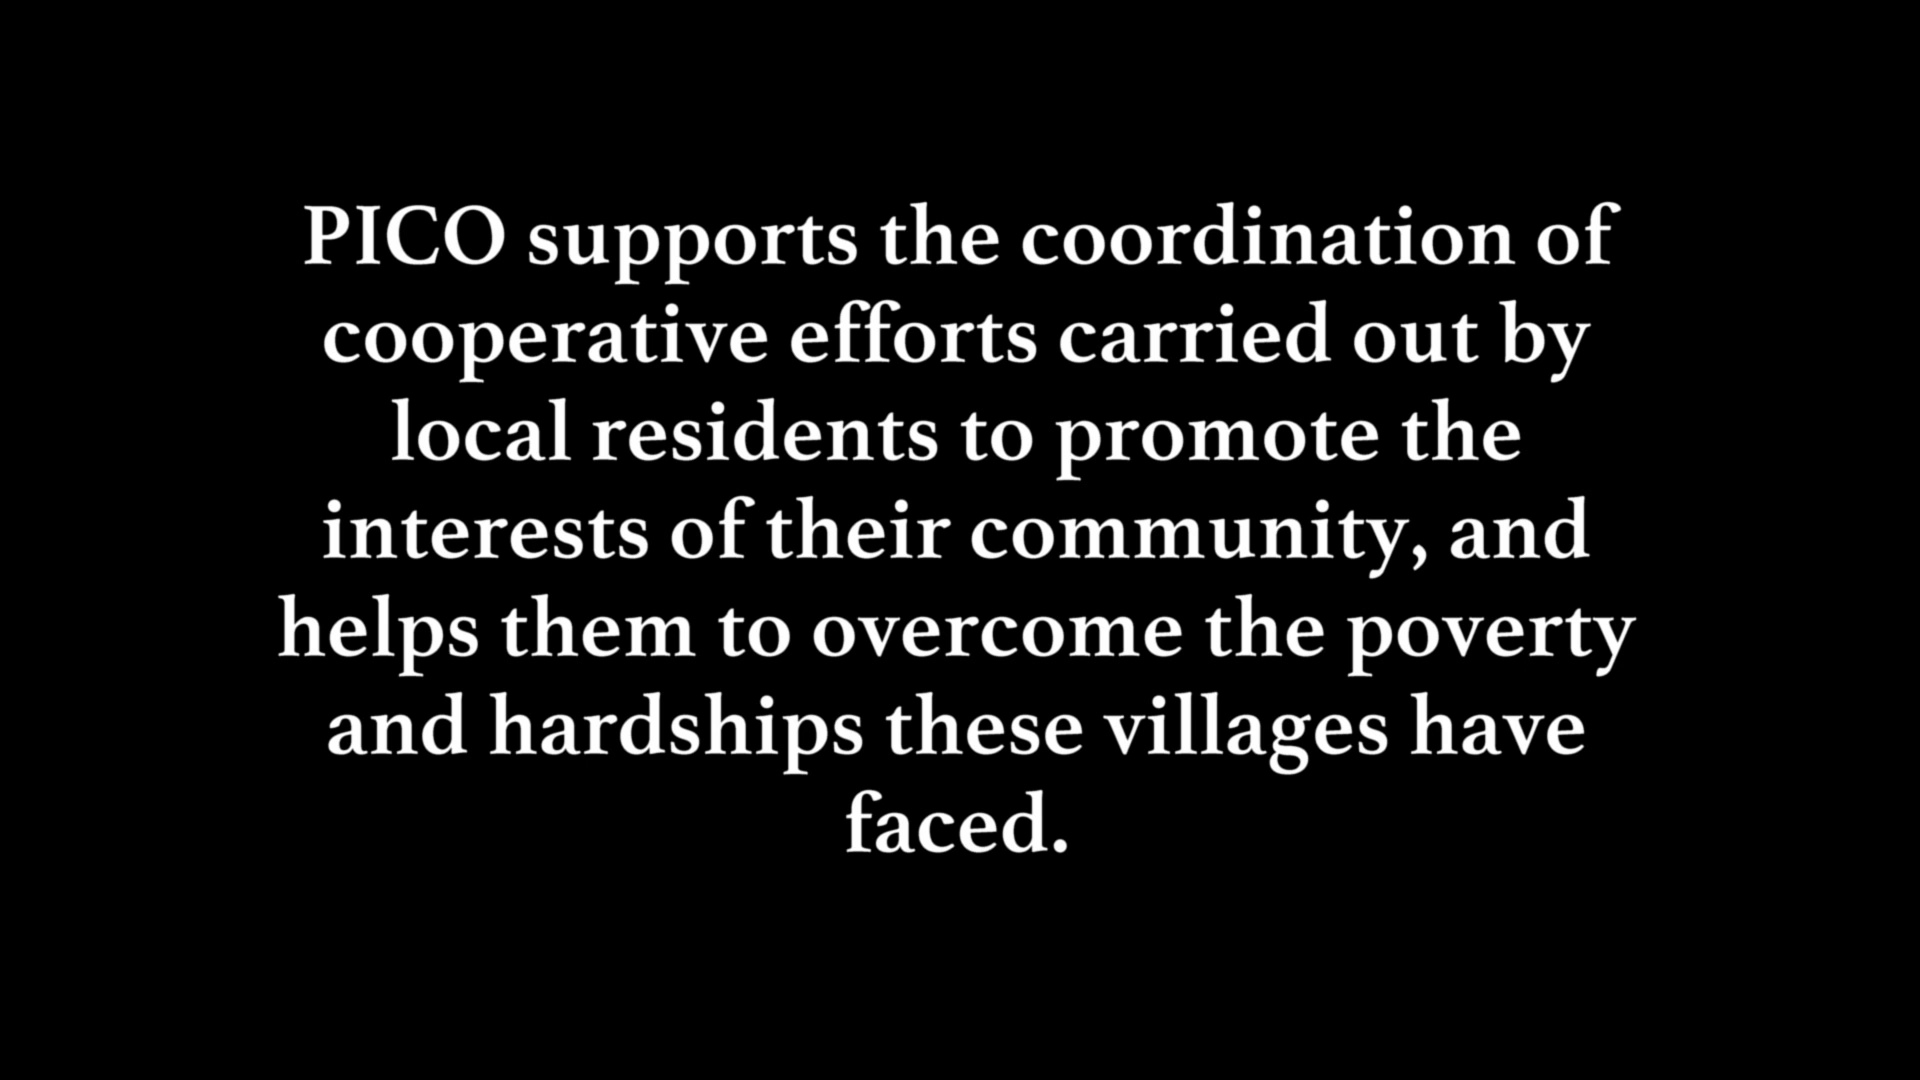 PICO supports the coordination of
cooperative efforts carried out by
local residents to promote the
interests of their community, and
helps them to overcome the poverty
and hardships these villages have
faced.